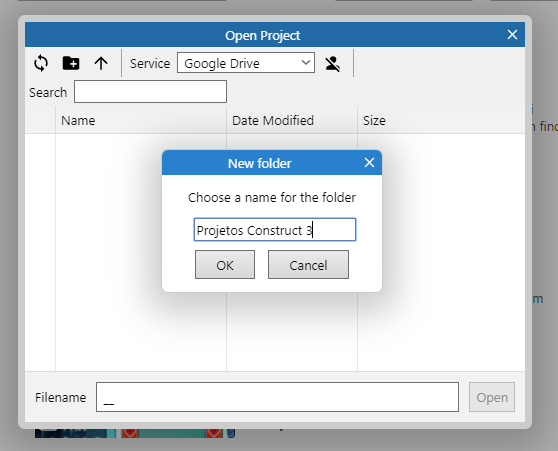 Open Project
Service Google Drive
Search
Name Date Modified Size
New folder
Choose a name for the folder
Projetos Construct 3
OK Cancel
Filename __ Open